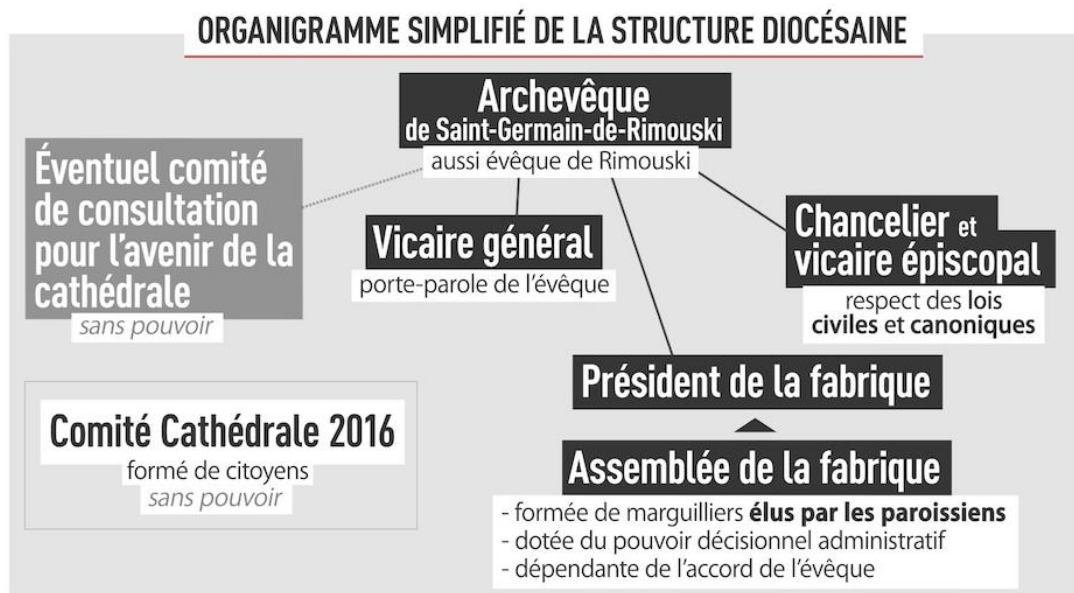 ORGANIGRAMME SIMPLIFIÉ DE LA STRUCTURE DIOCÉSAINE
Archevêque
de Saint-Germain-de-Rimouski
aussi évêque de Rimouski
Éventuel comité
de consultation
pour l'avenir de la
cathédrale
sans pouvoir
Vicaire général
porte-parole de l'évêque
Chancelier et
vicaire épiscopal
respect des lois
civiles et canoniques
Président de la fabrique
Comité Cathédrale 2016
formé de citoyens
sans pouvoir
Assemblée de la fabrique
- formée de marguilliers élus par les paroissiens
- dotée du pouvoir décisionnel administratif
- dépendante de l'accord de l'évêque